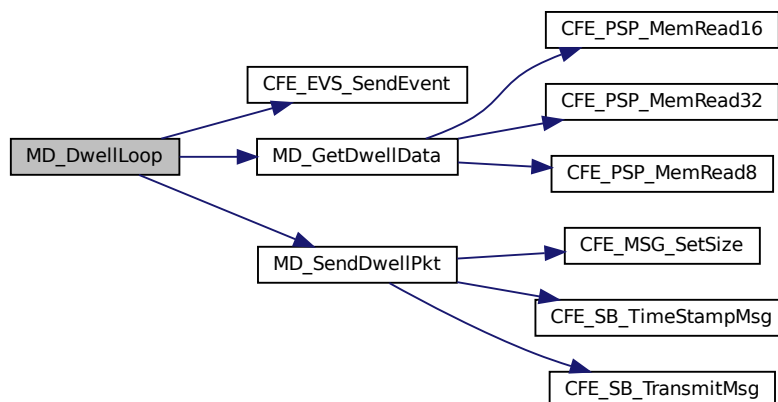 MD_DwellLoop
CFE_EVS_SendEvent
MD_GetDwellData
CFE_PSP_MemRead16
CFE_PSP_MemRead32
CFE_PSP_MemRead8
MD_SendDwellPkt
CFE_MSG_SetSize
CFE_SB_TimeStampMsg
CFE_SB_TransmitMsg